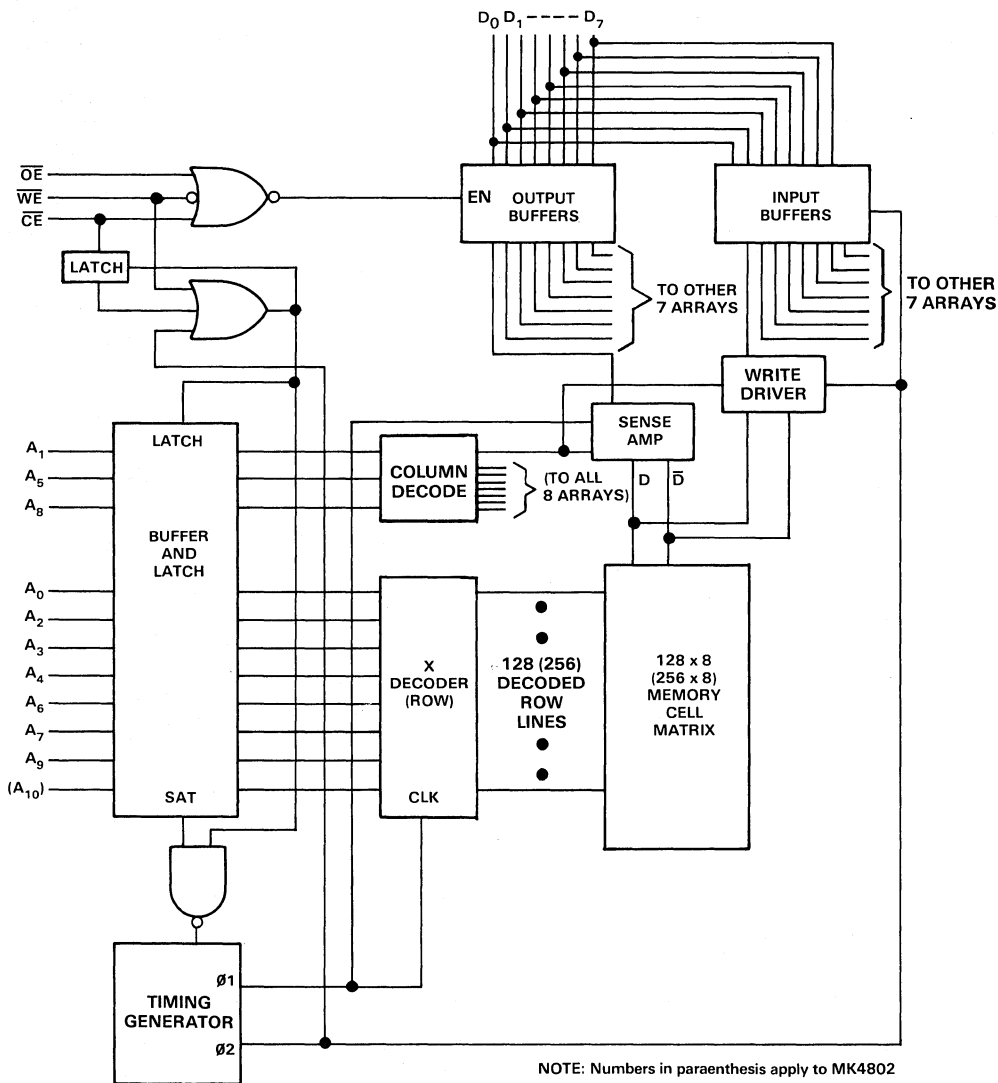 D₀ D₁ - - - - - D₇
O̅E̅
W̅E̅
C̅E̅
LATCH
EN
OUTPUT
BUFFERS
INPUT
BUFFERS
TO OTHER
7 ARRAYS
TO OTHER
7 ARRAYS
WRITE
DRIVER
SENSE
AMP
D D̅
A₁
A₅
A₈
LATCH
BUFFER
AND
LATCH
COLUMN
DECODE
(TO ALL
8 ARRAYS)
A₀
A₂
A₃
A₄
A₆
A₇
A₉
(A₁₀)
SAT
X
DECODER
(ROW)
CLK
128 (256)
DECODED
ROW
LINES
128 x 8
(256 x 8)
MEMORY
CELL
MATRIX
TIMING
GENERATOR
Ø1
Ø2
NOTE: Numbers in paraenthesis apply to MK4802